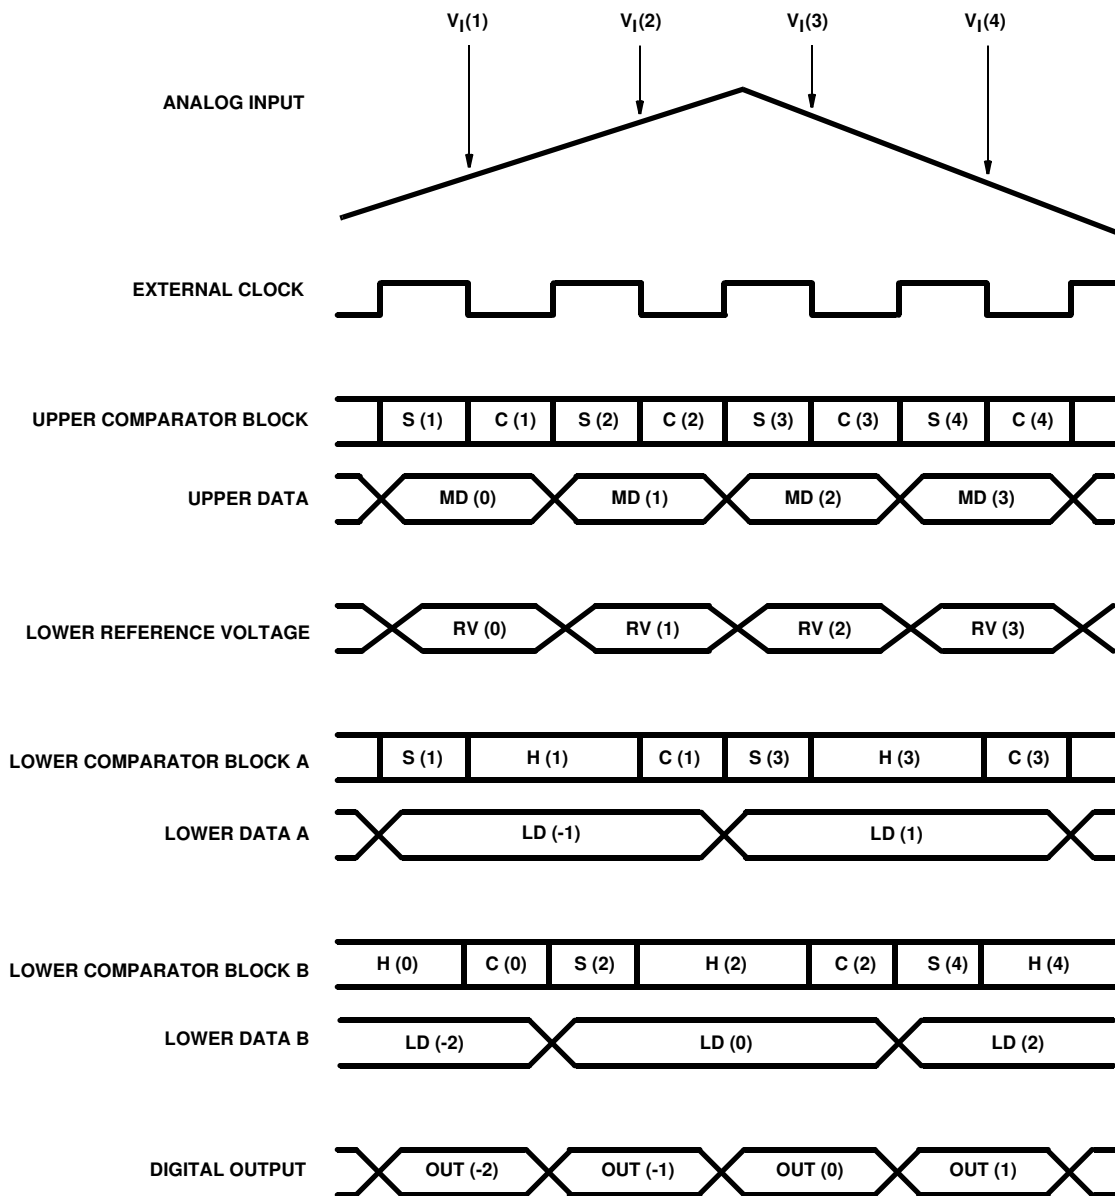 V_I(1) V_I(2) V_I(3) V_I(4)
ANALOG INPUT
EXTERNAL CLOCK
UPPER COMPARATOR BLOCK S (1) C (1) S (2) C (2) S (3) C (3) S (4) C (4)
UPPER DATA MD (0) MD (1) MD (2) MD (3)
LOWER REFERENCE VOLTAGE RV (0) RV (1) RV (2) RV (3)
LOWER COMPARATOR BLOCK A S (1) H (1) C (1) S (3) H (3) C (3)
LOWER DATA A LD (-1) LD (1)
LOWER COMPARATOR BLOCK B H (0) C (0) S (2) H (2) C (2) S (4) H (4)
LOWER DATA B LD (-2) LD (0) LD (2)
DIGITAL OUTPUT OUT (-2) OUT (-1) OUT (0) OUT (1)